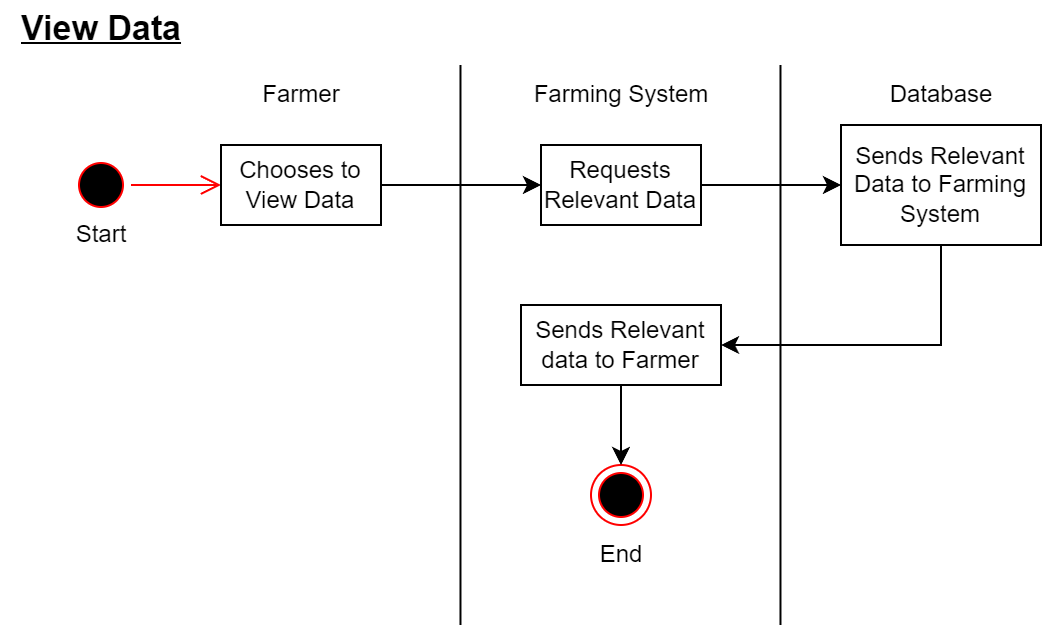 View Data
Farmer
Farming System
Database
Start
Chooses to
View Data
Requests
Relevant Data
Sends Relevant
Data to Farming
System
Sends Relevant
data to Farmer
End